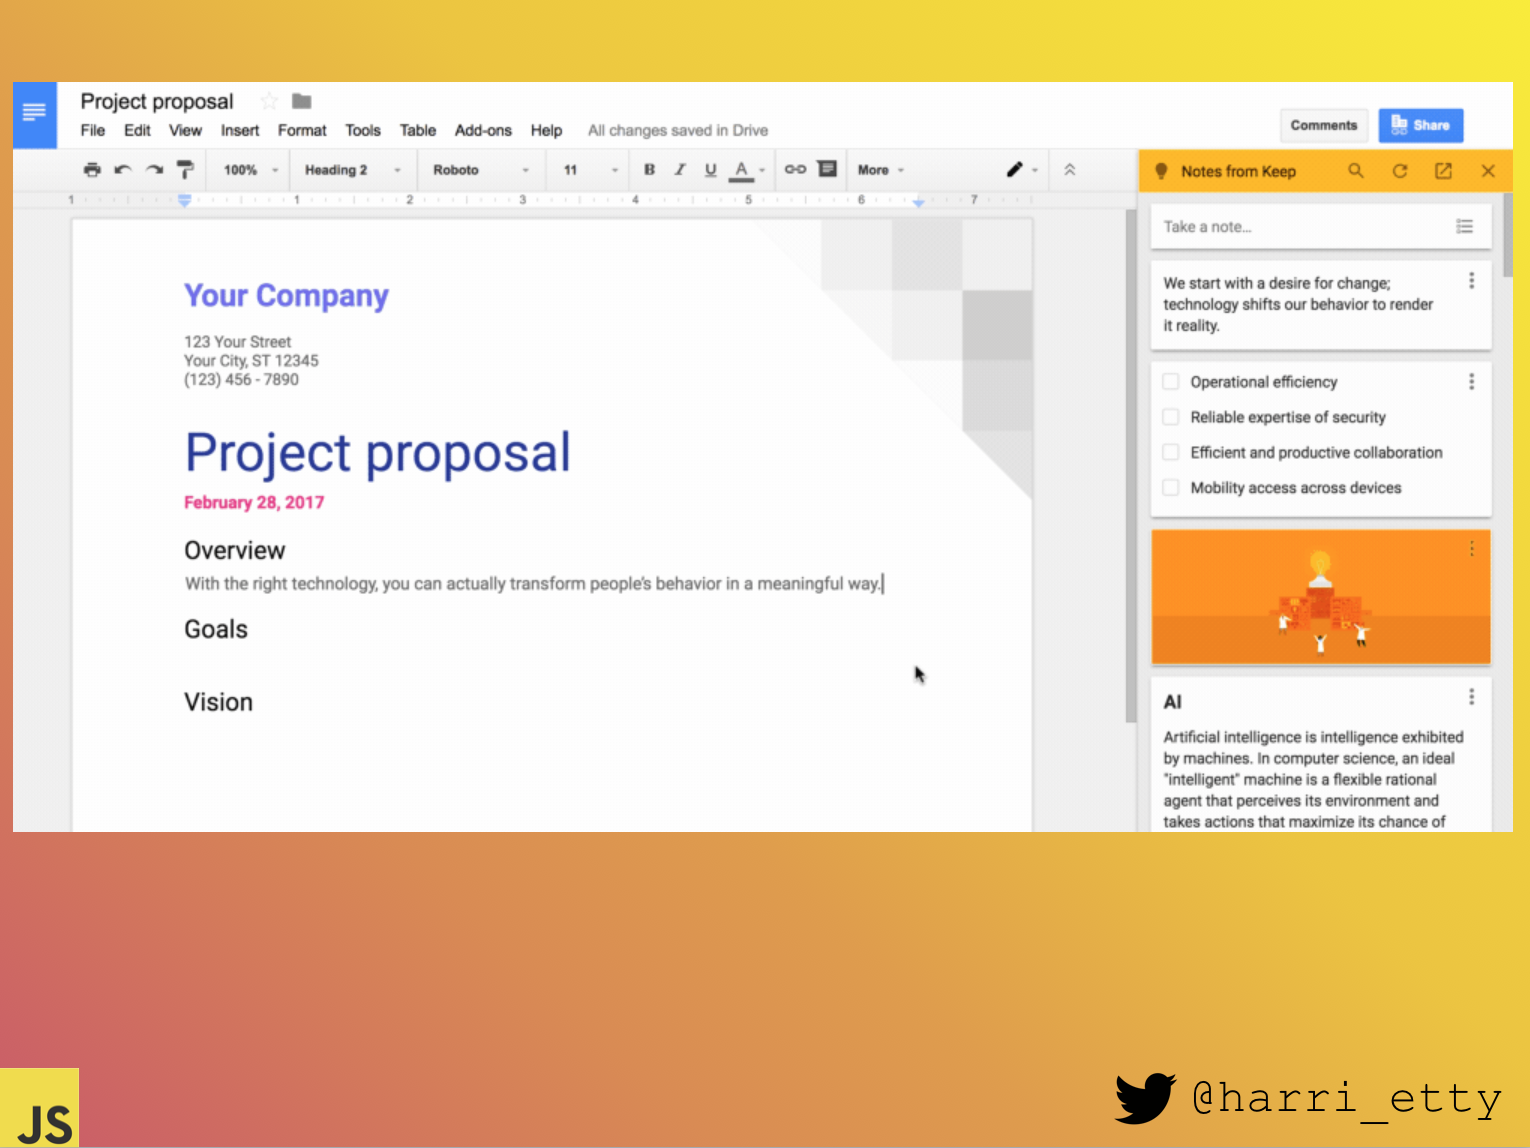 Project proposal
File Edit View Insert Format Tools Table Add-ons Help All changes saved in Drive
Comments Share
100% Heading 2 Roboto 11 B I U A More
Notes from Keep
1 1 2 3 4 5 6 7
Take a note...
We start with a desire for change;
technology shifts our behavior to render
it reality.
Operational efficiency
Reliable expertise of security
Efficient and productive collaboration
Mobility access across devices
AI
Artificial intelligence is intelligence exhibited
by machines. In computer science, an ideal
"intelligent" machine is a flexible rational
agent that perceives its environment and
takes actions that maximize its chance of
Your Company
123 Your Street
Your City, ST 12345
(123) 456 - 7890
Project proposal
February 28, 2017
Overview
With the right technology, you can actually transform people's behavior in a meaningful way.
Goals
Vision
JS
@harri_etty